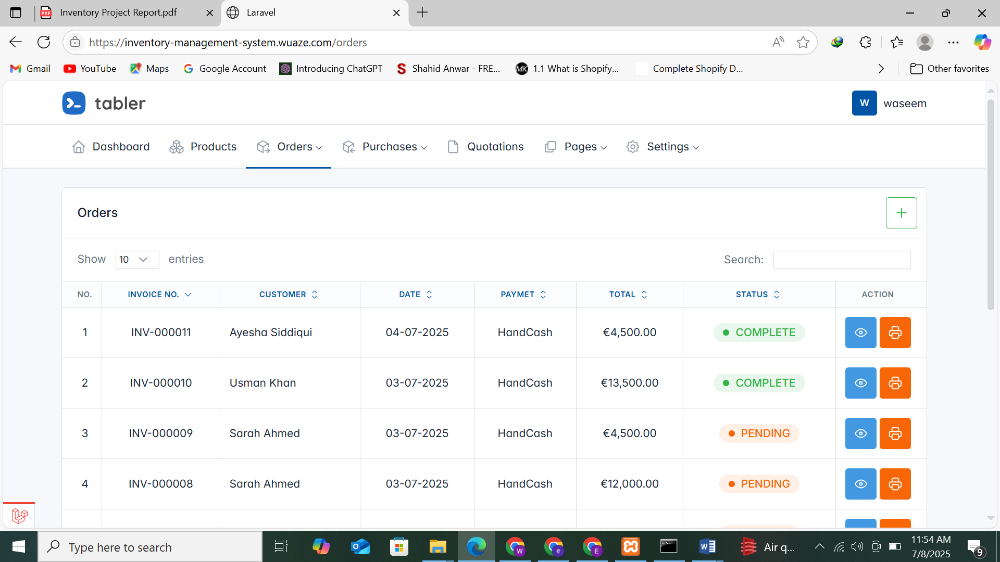 Inventory Project Report.pdf
Laravel
https://inventory-management-system.wuaze.com/orders
Gmail YouTube Maps Google Account Introducing ChatGPT Shahid Anwar - FRE... 1.1 What is Shopify... Complete Shopify D... Other favorites
tabler
W waseem
Dashboard Products Orders Purchases Quotations Pages Settings
Orders
Show 10 entries Search:
NO. INVOICE NO. CUSTOMER DATE PAYMET TOTAL STATUS ACTION
1 INV-000011 Ayesha Siddiqui 04-07-2025 HandCash €4,500.00 COMPLETE
2 INV-000010 Usman Khan 03-07-2025 HandCash €13,500.00 COMPLETE
3 INV-000009 Sarah Ahmed 03-07-2025 HandCash €4,500.00 PENDING
4 INV-000008 Sarah Ahmed 03-07-2025 HandCash €12,000.00 PENDING
Type here to search
Air q...
11:54 AM
7/8/2025
9